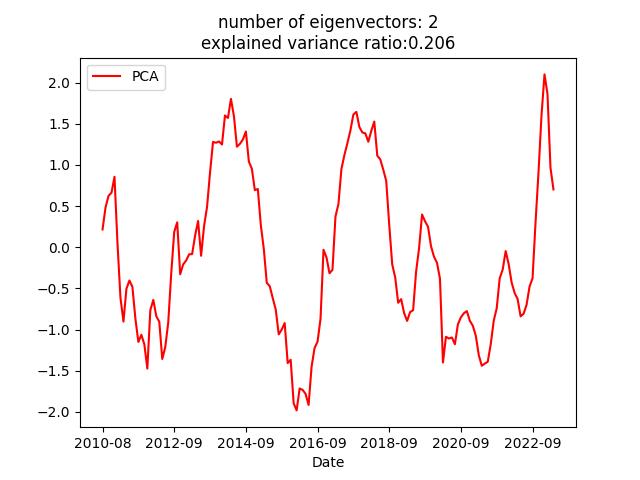 number of eigenvectors: 2
explained variance ratio:0.206
PCA
2.0
1.5
1.0
0.5
0.0
−0.5
−1.0
−1.5
−2.0
2010-08 2012-09 2014-09 2016-09 2018-09 2020-09 2022-09
Date